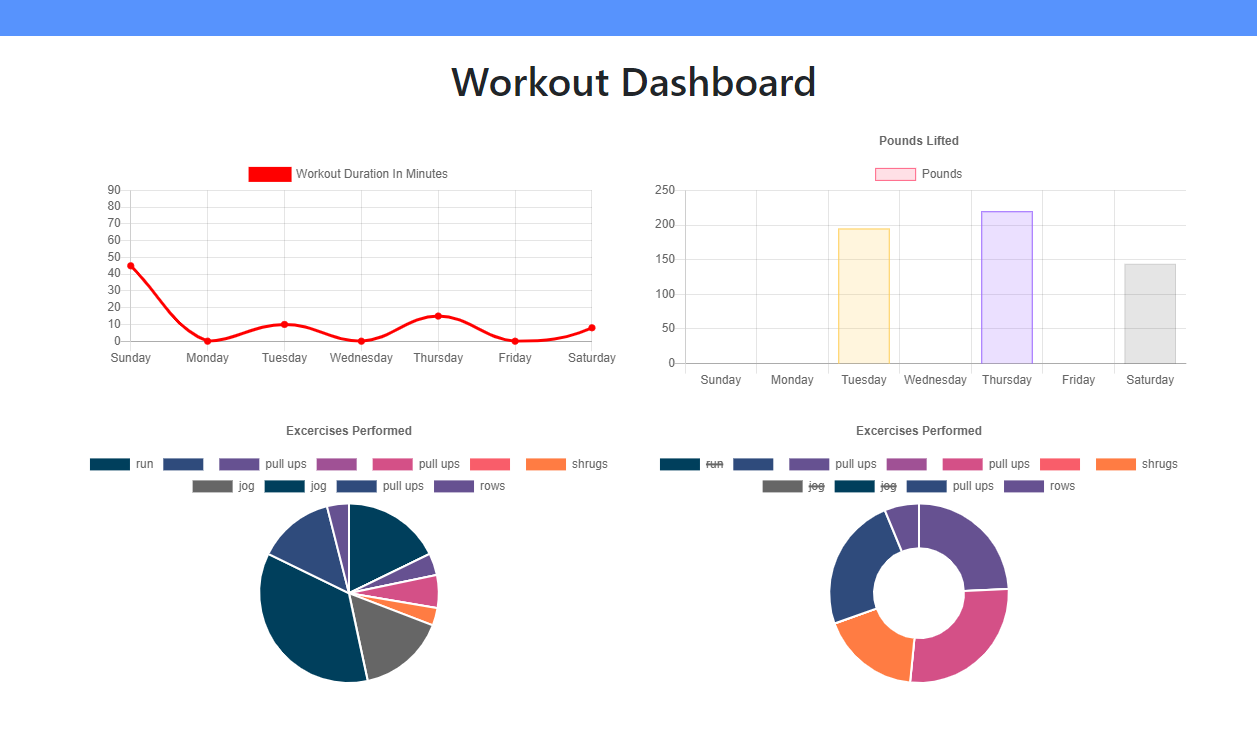 Workout Dashboard
Workout Duration In Minutes
90
80
70
60
50
40
30
20
10
0
Sunday Monday Tuesday Wednesday Thursday Friday Saturday
Pounds Lifted
Pounds
250
200
150
100
50
0
Sunday Monday Tuesday Wednesday Thursday Friday Saturday
Excercises Performed
run pull ups pull ups shrugs
jog jog pull ups rows
Excercises Performed
run pull ups pull ups shrugs
jog jog pull ups rows